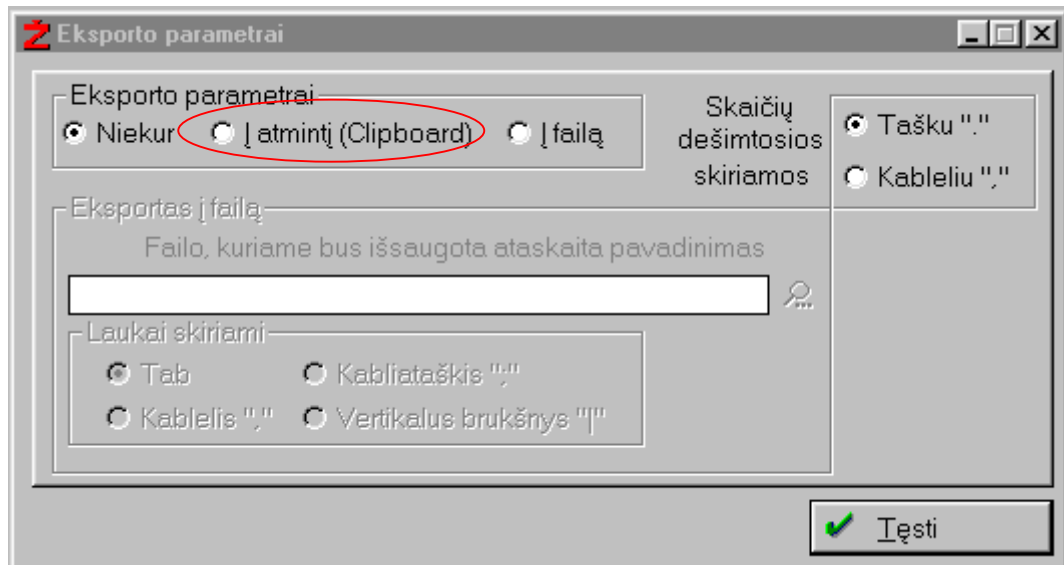 Ž Eksporto parametrai
Eksporto parametrai
Niekur Į atmintį (Clipboard) Į failą
Skaičių
dešimtosios
skiriamos
Tašku "."
Kableliu ","
Eksportas į failą
Failo, kuriame bus išsaugota ataskaita pavadinimas
Laukai skiriami
Tab Kabliataškis ";"
Kablelis "," Vertikalus brukšnys "|"
Tęsti